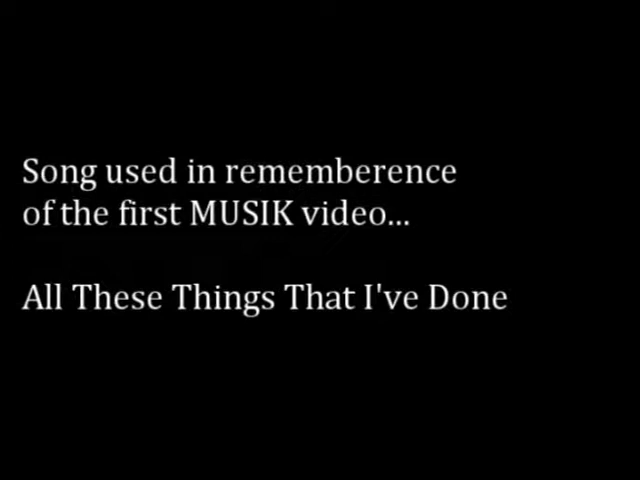 Song used in rememberence
of the first MUSIK video...
All These Things That I've Done